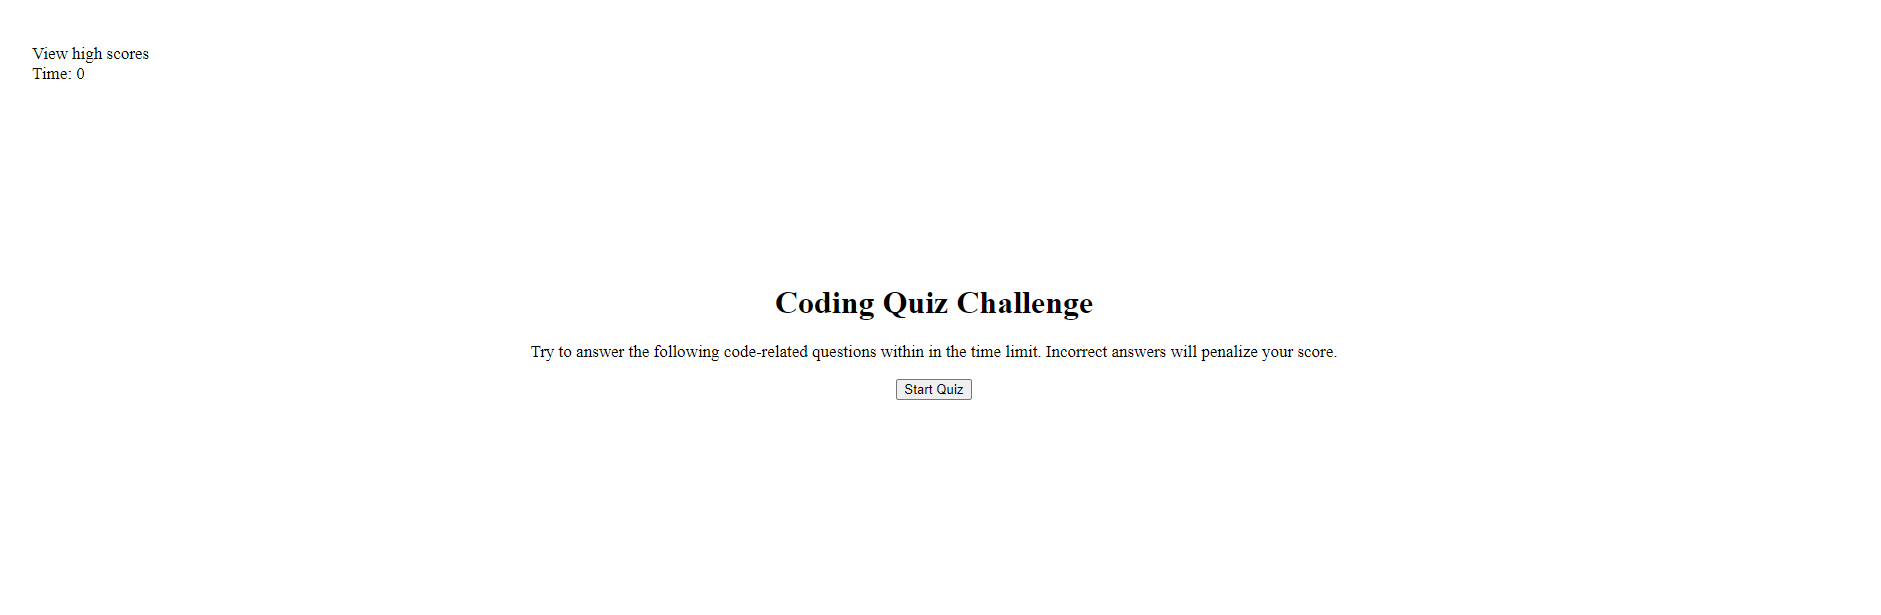 View high scores
Time: 0
Coding Quiz Challenge
Try to answer the following code-related questions within in the time limit. Incorrect answers will penalize your score.
Start Quiz